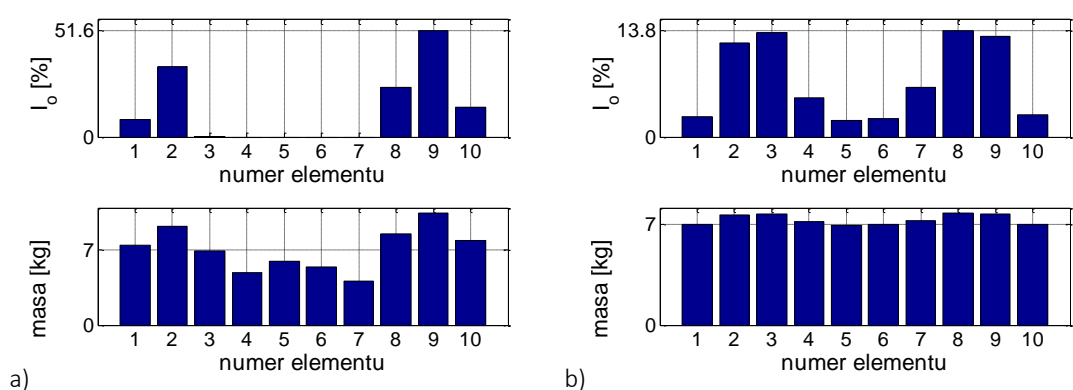 51.6
I_o [%]
0
1 2 3 4 5 6 7 8 9 10
numer elementu
7
masa [kg]
0
1 2 3 4 5 6 7 8 9 10
numer elementu
a)
13.8
I_o [%]
0
1 2 3 4 5 6 7 8 9 10
numer elementu
7
masa [kg]
0
1 2 3 4 5 6 7 8 9 10
numer elementu
b)